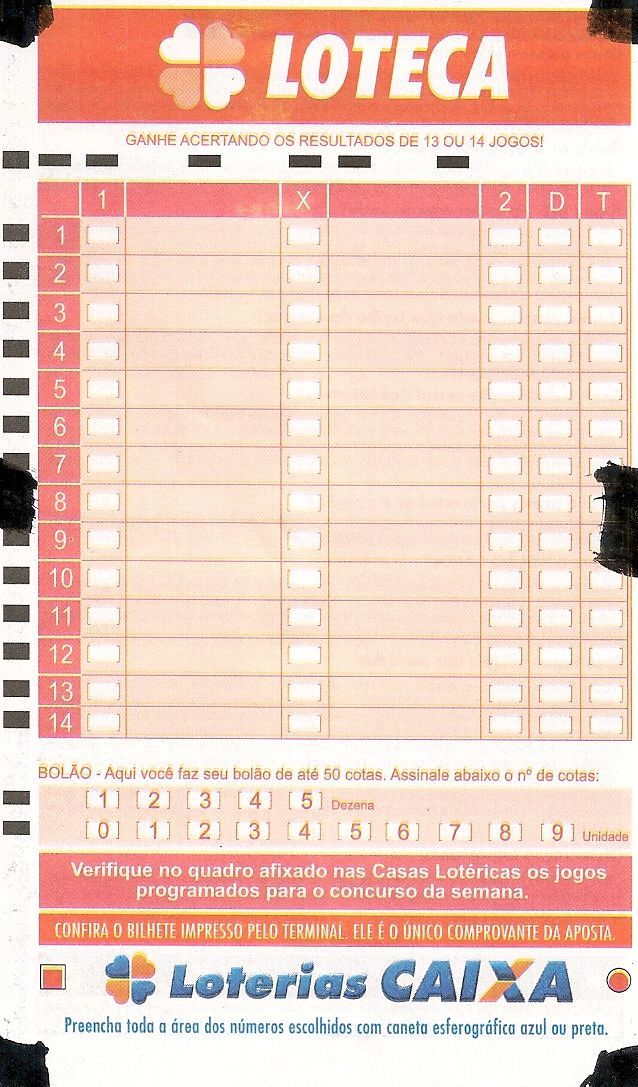 LOTECA
GANHE ACERTANDO OS RESULTADOS DE 13 OU 14 JOGOS!
1 X 2 D T
1
2
3
4
5
6
7
8
9
10
11
12
13
14
BOLÃO - Aqui você faz seu bolão de até 50 cotas. Assinale abaixo o nº de cotas:
[1] [2] [3] [4] [5] Dezena
[0] [1] [2] [3] [4] [5] [6] [7] [8] [9] Unidade
Verifique no quadro afixado nas Casas Lotéricas os jogos
programados para o concurso da semana.
CONFIRA O BILHETE IMPRESSO PELO TERMINAL. ELE É O ÚNICO COMPROVANTE DA APOSTA.
Loterias CAIXA
Preencha toda a área dos números escolhidos com caneta esferográfica azul ou preta.